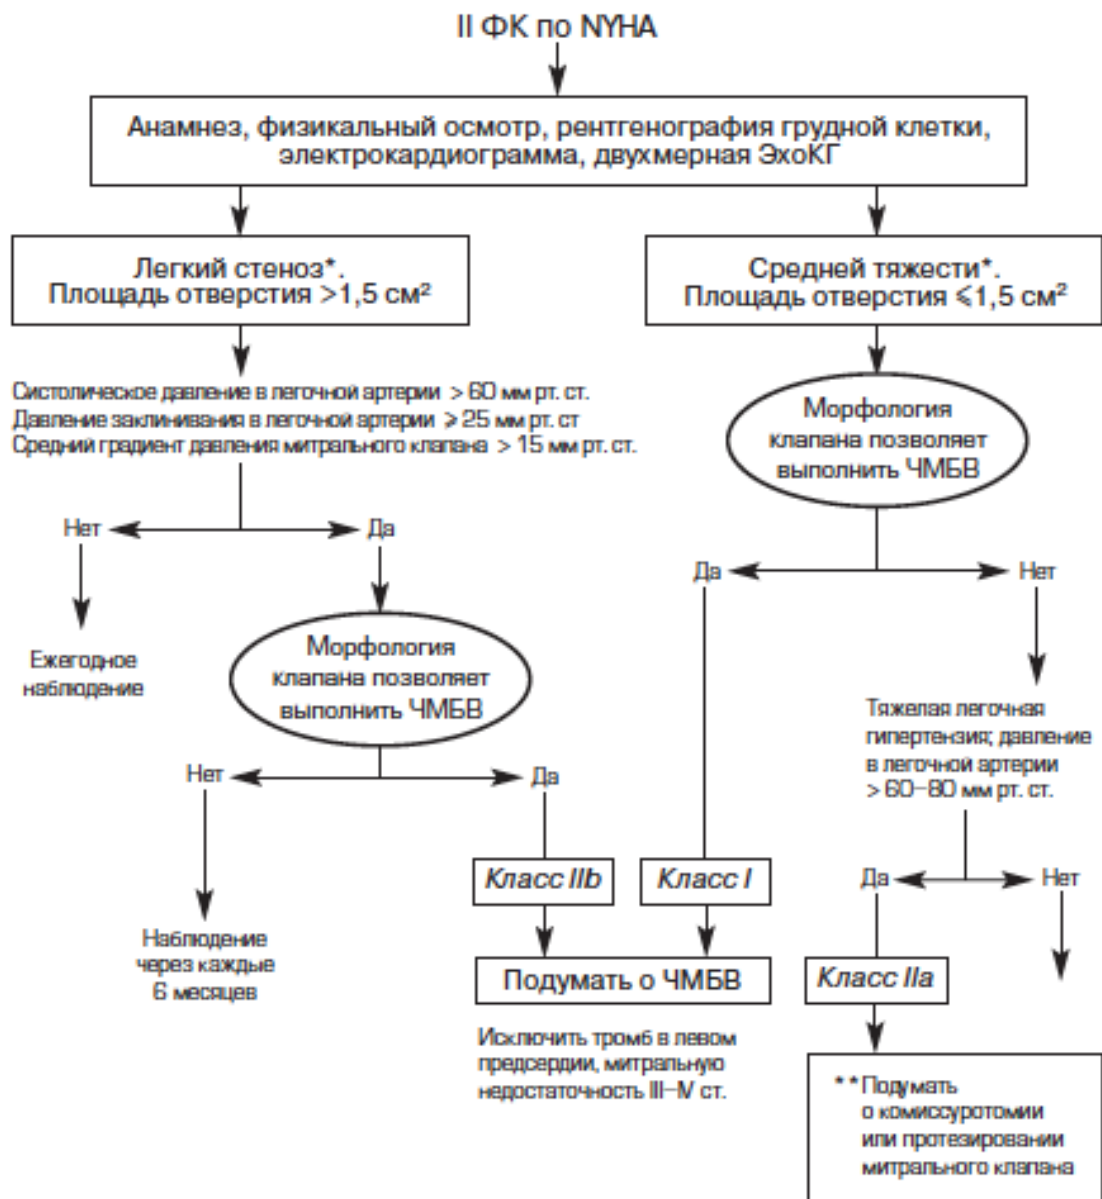 II ФК по NYHA
Анамнез, физикальный осмотр, рентгенография грудной клетки,
электрокардиограмма, двухмерная ЭхоКГ
Легкий стеноз*.
Площадь отверстия >1,5 см²
Средней тяжести*.
Площадь отверстия ⩽1,5 см²
Систолическое давление в легочной артерии > 60 мм рт. ст.
Давление заклинивания в легочной артерии ⩾ 25 мм рт. ст
Средний градиент давления митрального клапана > 15 мм рт. ст.
Морфология
клапана позволяет
выполнить ЧМБВ
Нет
Да
Да
Нет
Ежегодное
наблюдение
Морфология
клапана позволяет
выполнить ЧМБВ
Тяжелая легочная
гипертензия; давление
в легочной артерии
> 60–80 мм рт. ст.
Нет
Да
Класс IIb
Класс I
Да
Нет
Наблюдение
через каждые
6 месяцев
Подумать о ЧМБВ
Класс IIa
Исключить тромб в левом
предсердии, митральную
недостаточность III–IV ст.
**Подумать
о комиссуротомии
или протезировании
митрального клапана